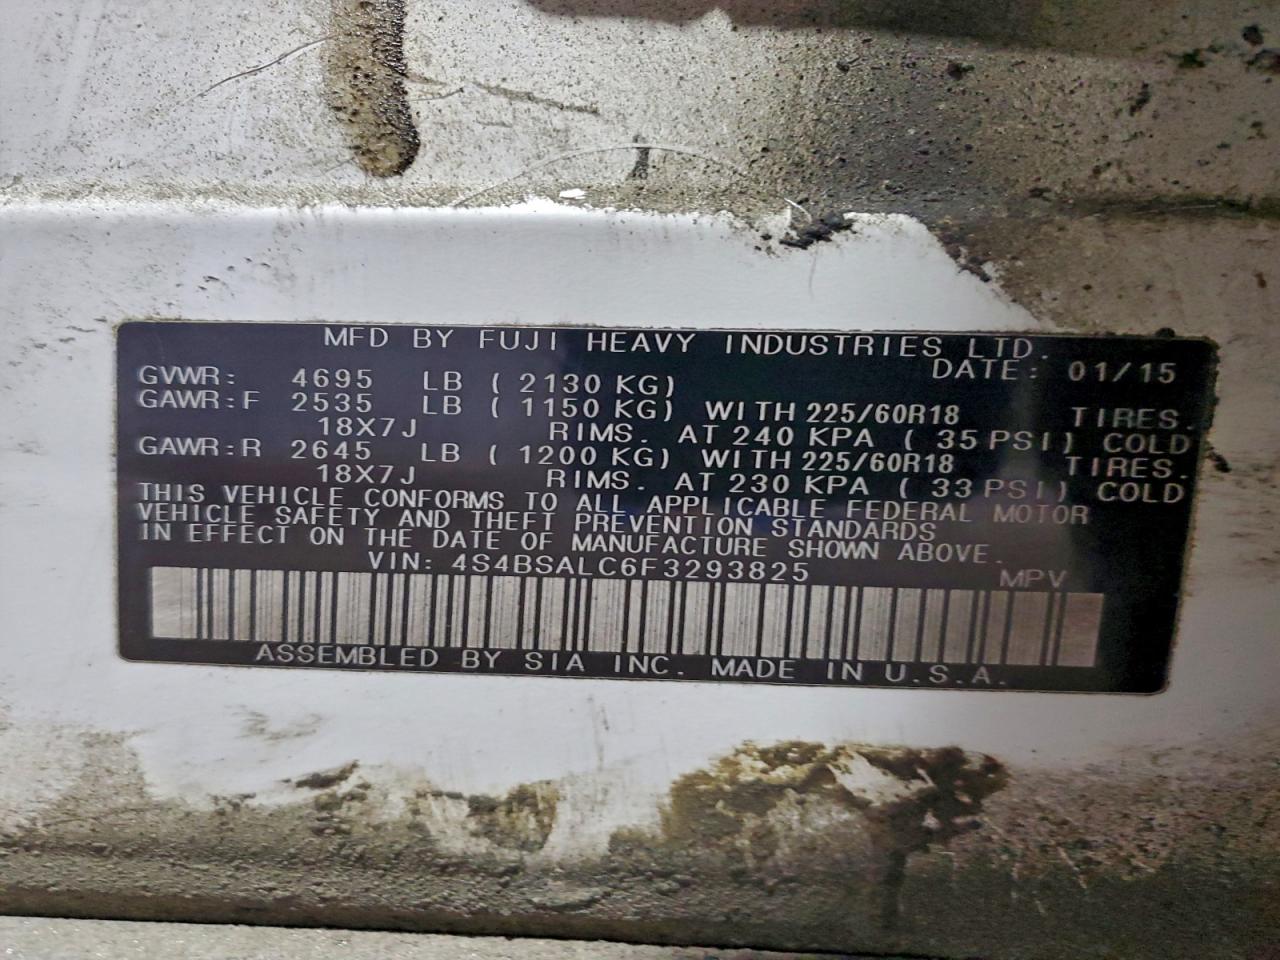 MFD BY FUJI HEAVY INDUSTRIES LTD.
DATE: 01/15
GVWR: 4695 LB ( 2130 KG)
GAWR:F 2535 LB ( 1150 KG) WITH 225/60R18 TIRES.
18X7J RIMS. AT 240 KPA ( 35 PSI) COLD
GAWR:R 2645 LB ( 1200 KG) WITH 225/60R18 TIRES.
18X7J RIMS. AT 230 KPA ( 33 PSI) COLD
THIS VEHICLE CONFORMS TO ALL APPLICABLE FEDERAL MOTOR
VEHICLE SAFETY AND THEFT PREVENTION STANDARDS
IN EFFECT ON THE DATE OF MANUFACTURE SHOWN ABOVE.
VIN: 4S4BSALC6F3293825 MPV
ASSEMBLED BY SIA INC. MADE IN U.S.A.